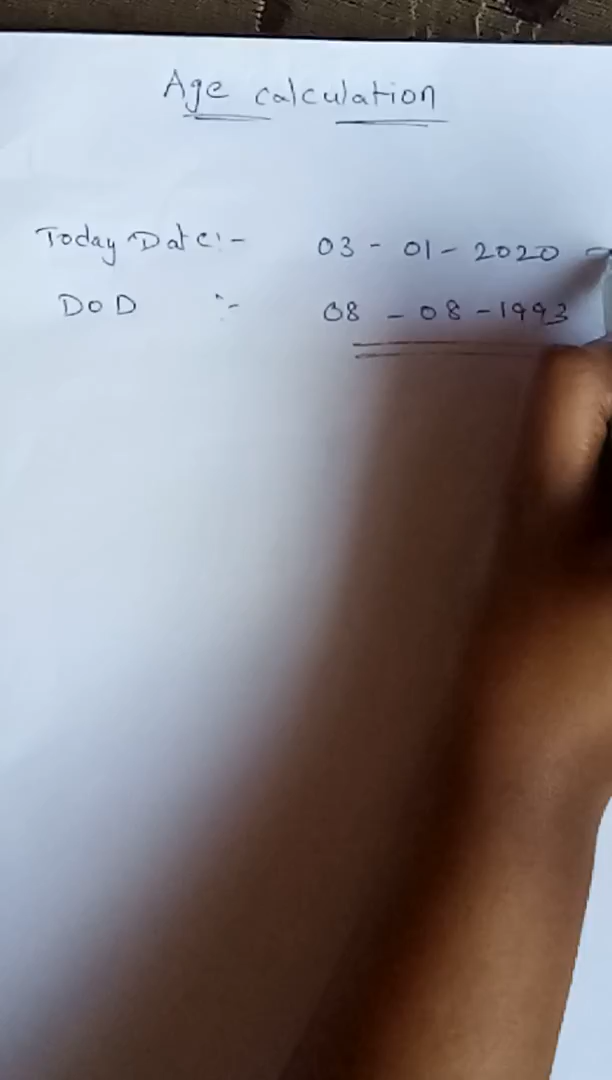 Age calculation
Today Date:- 03 - 01 - 2020
DOD :- 08 - 08 - 1993